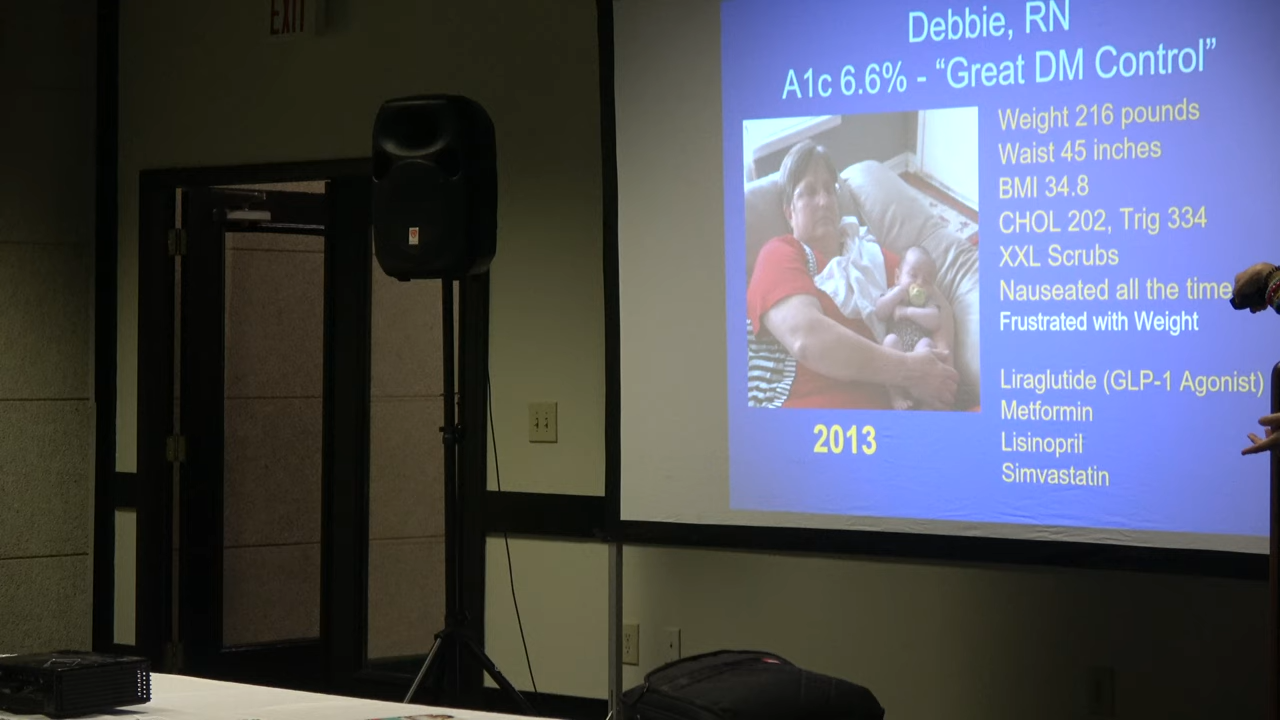 EXIT
Debbie, RN
A1c 6.6% - “Great DM Control”
Weight 216 pounds
Waist 45 inches
BMI 34.8
CHOL 202, Trig 334
XXL Scrubs
Nauseated all the time
Frustrated with Weight
Liraglutide (GLP-1 Agonist)
Metformin
Lisinopril
Simvastatin
2013